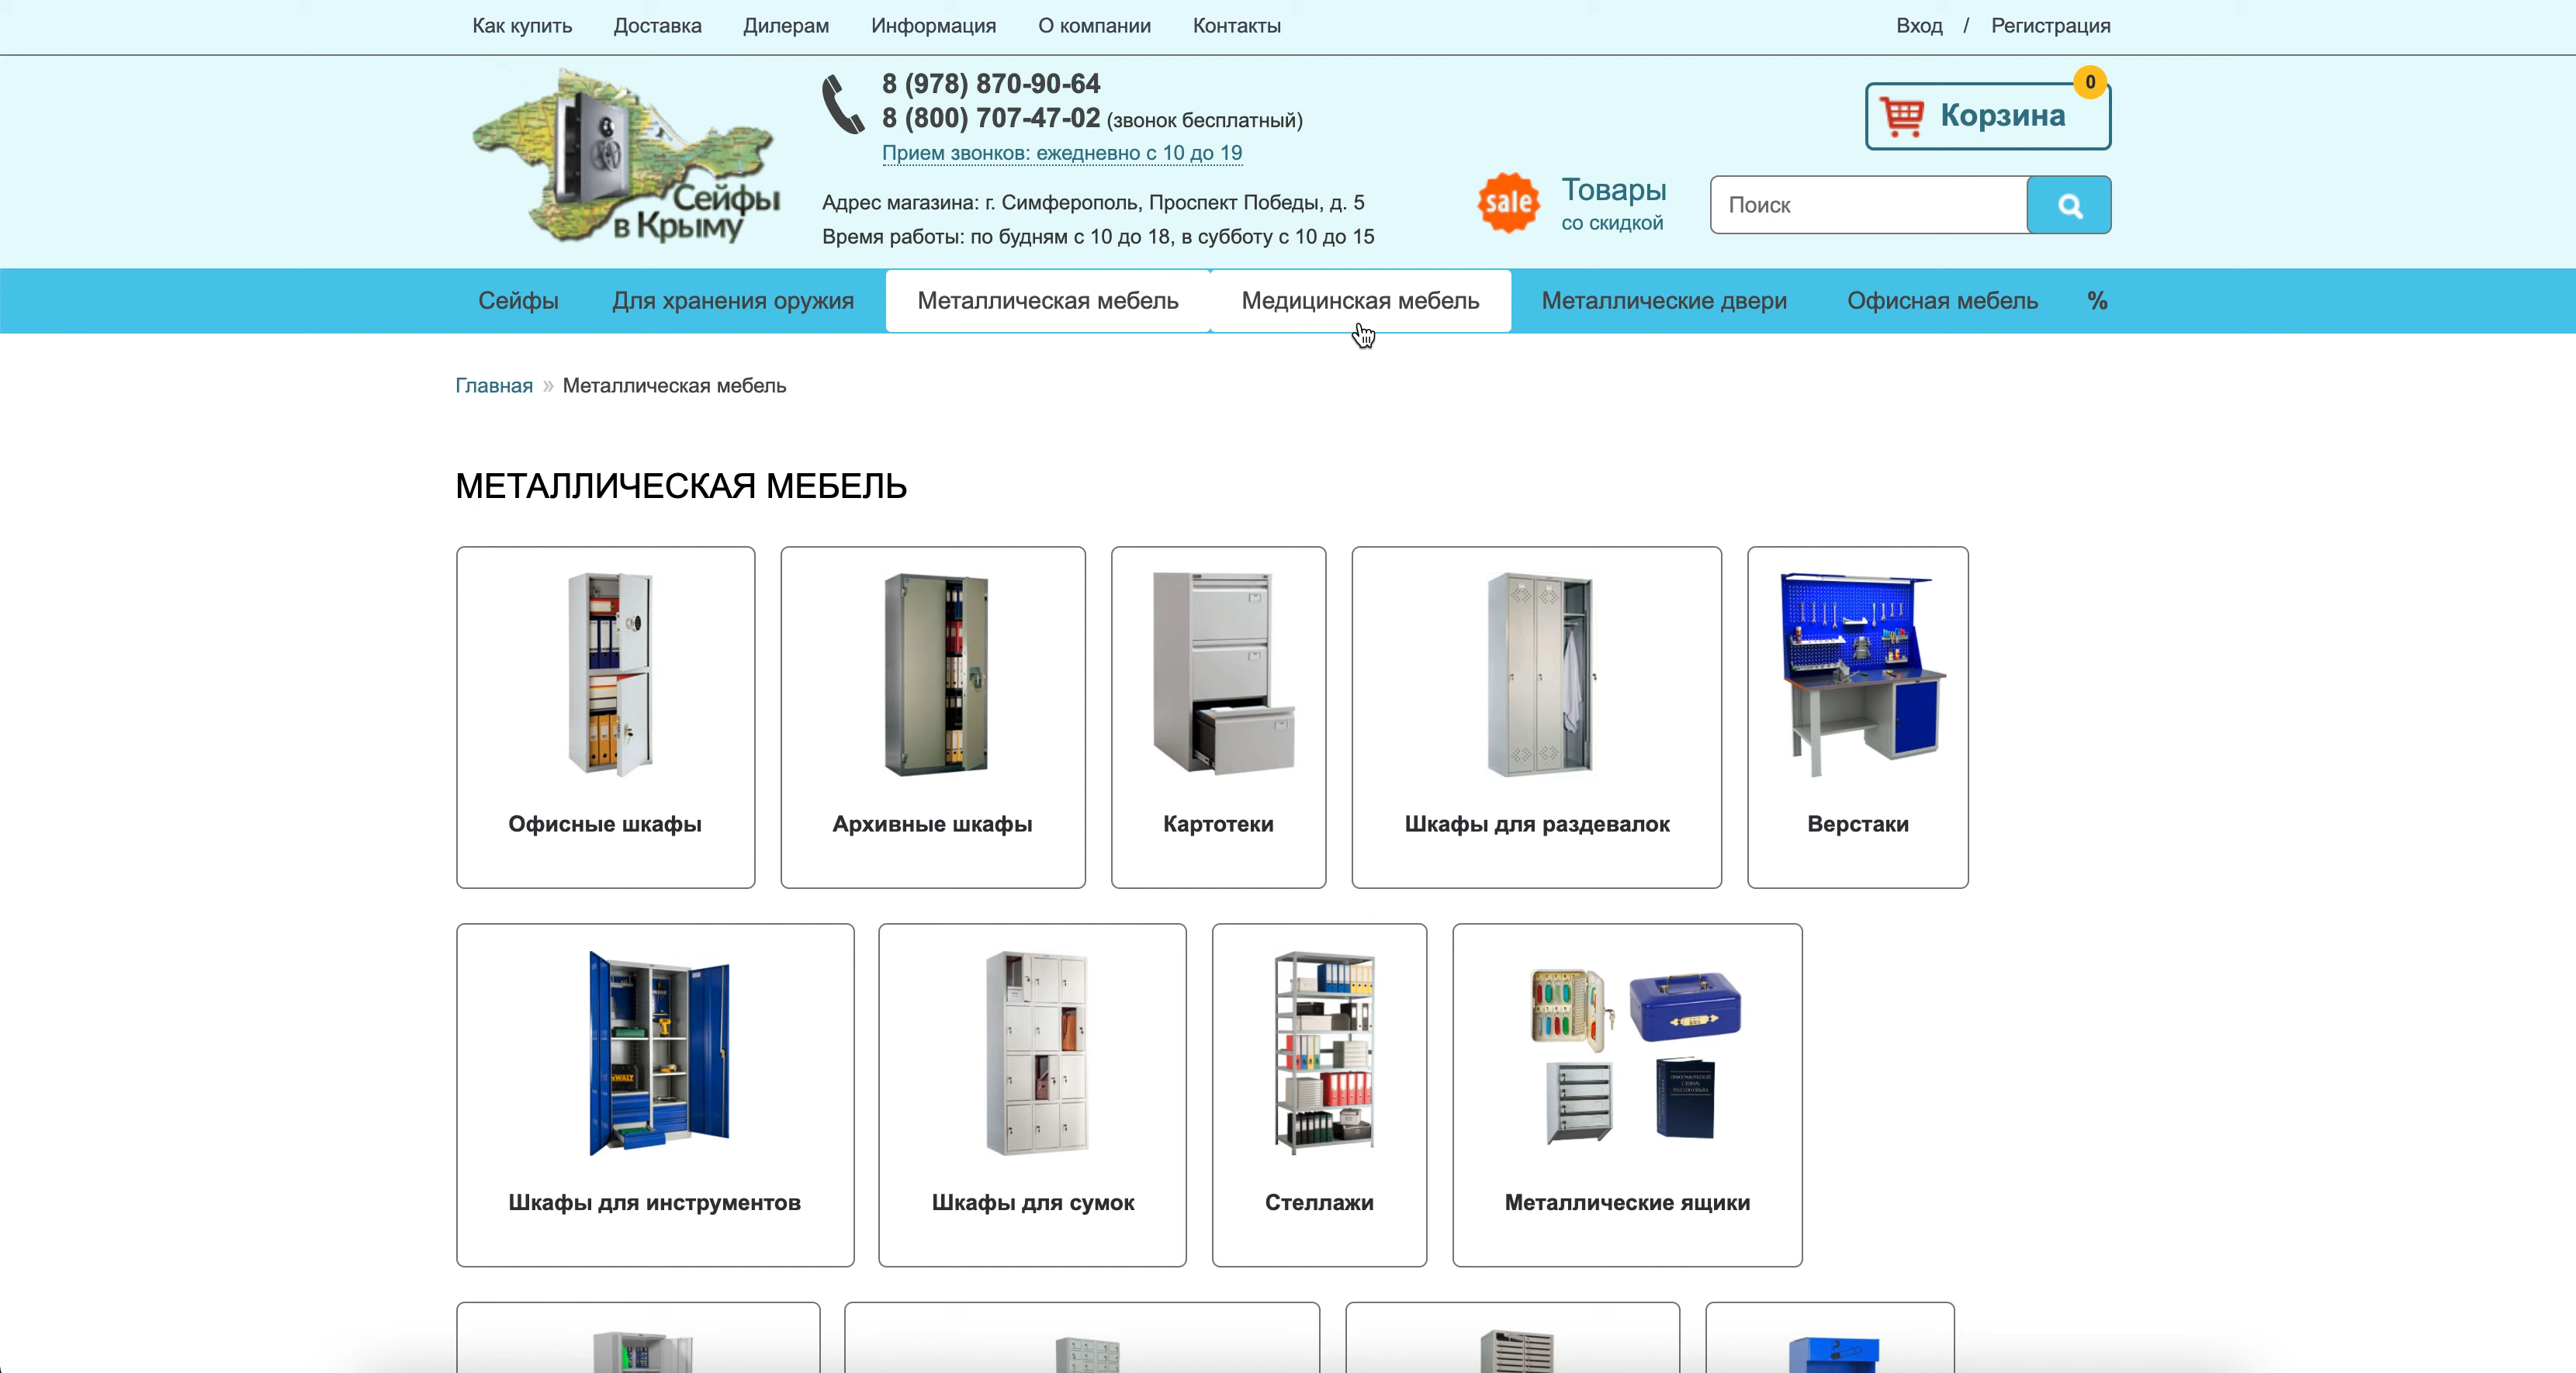 Как купить Доставка Дилерам Информация О компании Контакты Вход / Регистрация
8 (978) 870-90-64
8 (800) 707-47-02 (звонок бесплатный)
Прием звонков: ежедневно с 10 до 19
Сейфы
в Крыму
Адрес магазина: г. Симферополь, Проспект Победы, д. 5
Время работы: по будням с 10 до 18, в субботу с 10 до 15
0
Корзина
sale
Товары
со скидкой
Поиск
Сейфы Для хранения оружия Металлическая мебель Медицинская мебель Металлические двери Офисная мебель %
Главная » Металлическая мебель
МЕТАЛЛИЧЕСКАЯ МЕБЕЛЬ
Офисные шкафы Архивные шкафы Картотеки Шкафы для раздевалок Верстаки
Шкафы для инструментов Шкафы для сумок Стеллажи Металлические ящики